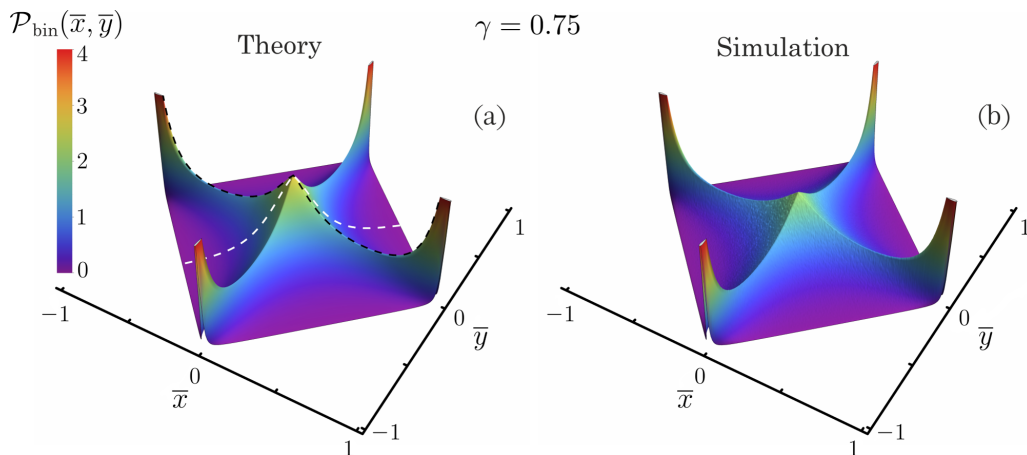 𝒫bin(x̅, y̅)
γ = 0.75
Theory
Simulation
4
3
2
1
0
(a)
(b)
−1
0
1
x̅
−1
0
1
y̅
−1
0
1
x̅
−1
0
1
y̅